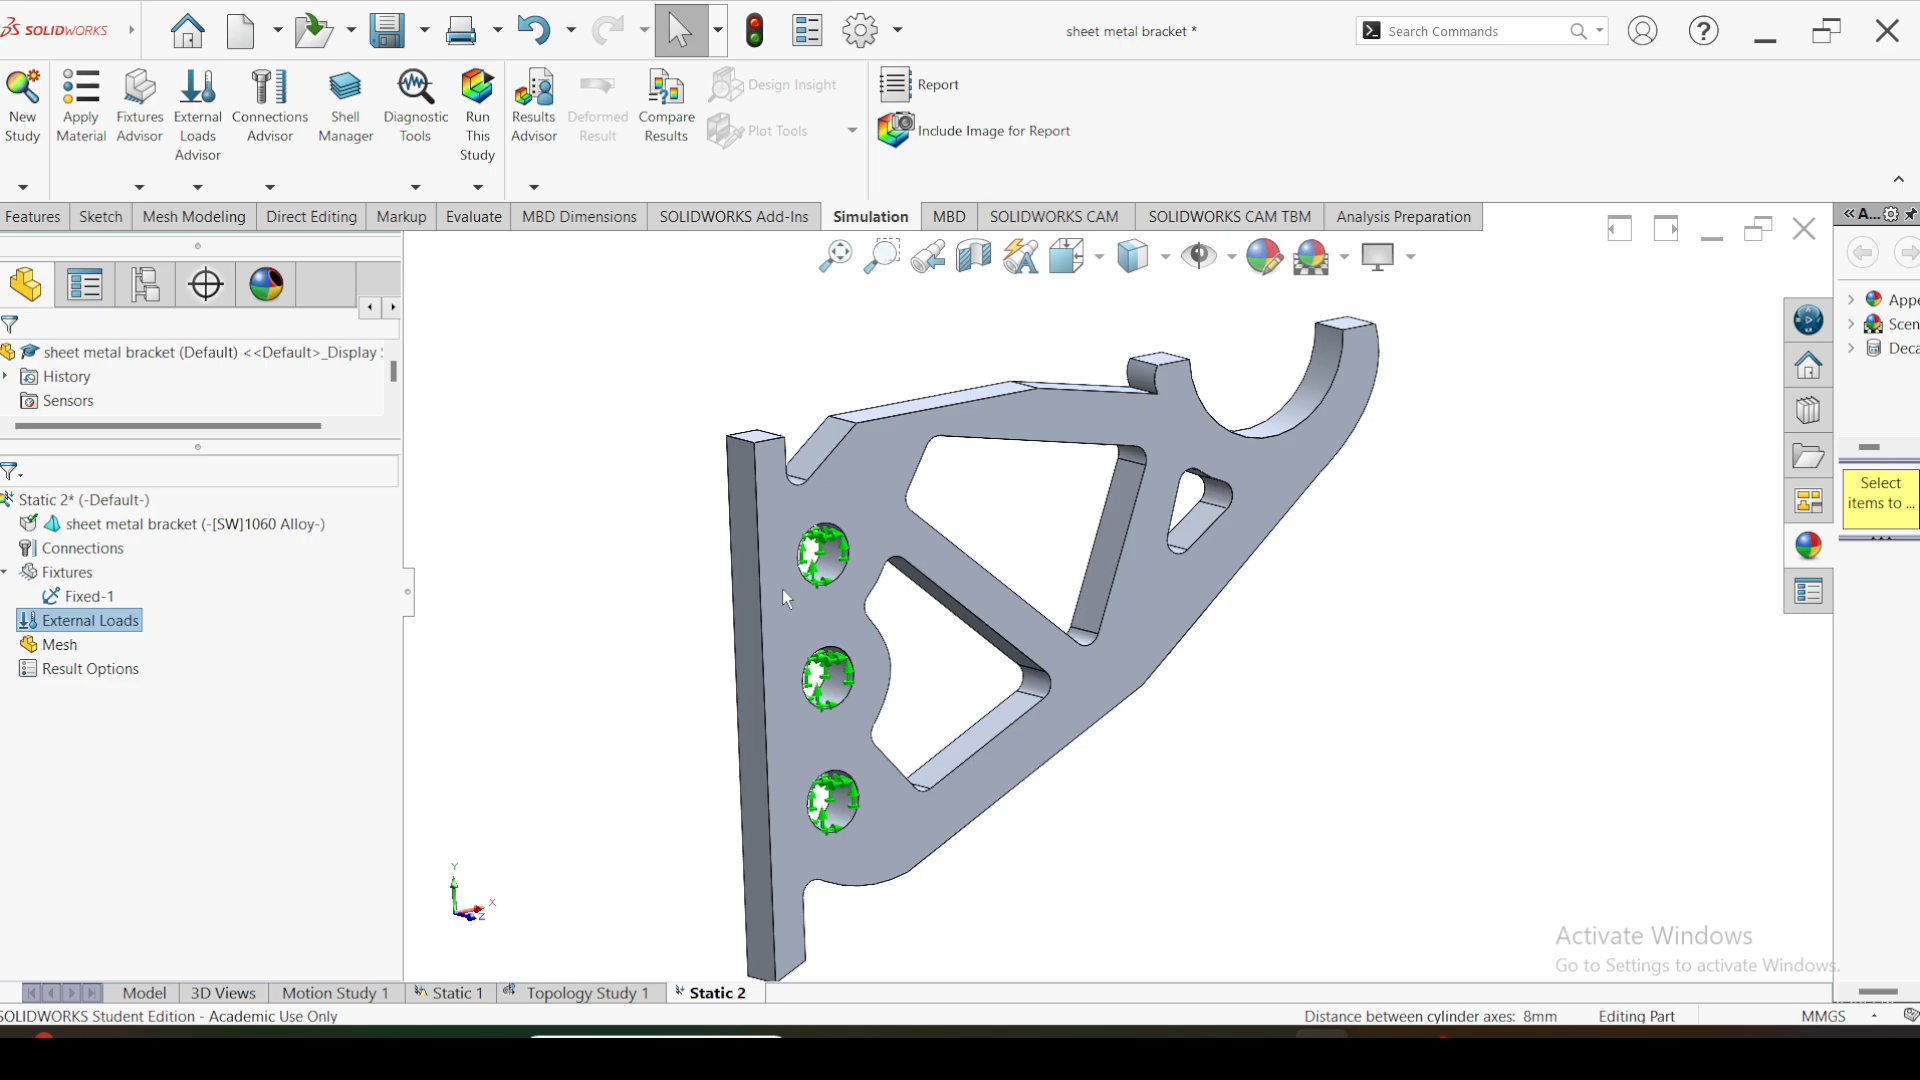 SOLIDWORKS
sheet metal bracket *
Search Commands
New Study
Apply Material
Fixtures Advisor
External Loads Advisor
Connections Advisor
Shell Manager
Diagnostic Tools
Run This Study
Results Advisor
Deformed Result
Compare Results
Design Insight
Plot Tools
Report
Include Image for Report
Features
Sketch
Mesh Modeling
Direct Editing
Markup
Evaluate
MBD Dimensions
SOLIDWORKS Add-Ins
Simulation
MBD
SOLIDWORKS CAM
SOLIDWORKS CAM TBM
Analysis Preparation
A...
sheet metal bracket (Default) <<Default>_Display
History
Sensors
Static 2* (-Default-)
sheet metal bracket (-[SW]1060 Alloy-)
Connections
Fixtures
Fixed-1
External Loads
Mesh
Result Options
Appe
Scen
Deca
Select
items to ...
Y
X
Z
Activate Windows
Go to Settings to activate Windows.
Model
3D Views
Motion Study 1
Static 1
Topology Study 1
Static 2
SOLIDWORKS Student Edition - Academic Use Only
Distance between cylinder axes: 8mm
Editing Part
MMGS